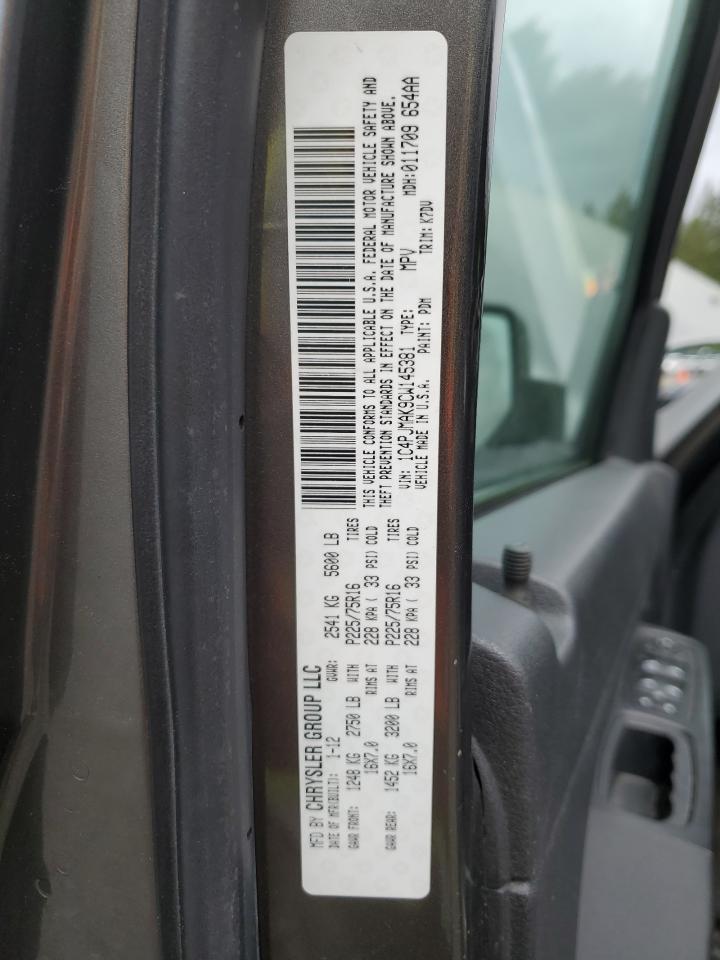 MFD BY CHRYSLER GROUP LLC
DATE OF MFR(BUILT): 1-12 GVWR: 2541 KG 5600 LB
GAWR FRONT: 1248 KG 2750 LB WITH P225/75R16 TIRES
16X7.0 RIMS AT 228 KPA ( 33 PSI) COLD
GAWR REAR: 1452 KG 3200 LB WITH P225/75R16 TIRES
16X7.0 RIMS AT 228 KPA ( 33 PSI) COLD
THIS VEHICLE CONFORMS TO ALL APPLICABLE U.S.A. FEDERAL MOTOR VEHICLE SAFETY AND
THEFT PREVENTION STANDARDS IN EFFECT ON THE DATE OF MANUFACTURE SHOWN ABOVE.
VIN: 1C4PJMAK9CW145381 TYPE: MPV MDH:011709 654AA
VEHICLE MADE IN U.S.A. PAINT: PDM TRIM: K7DV